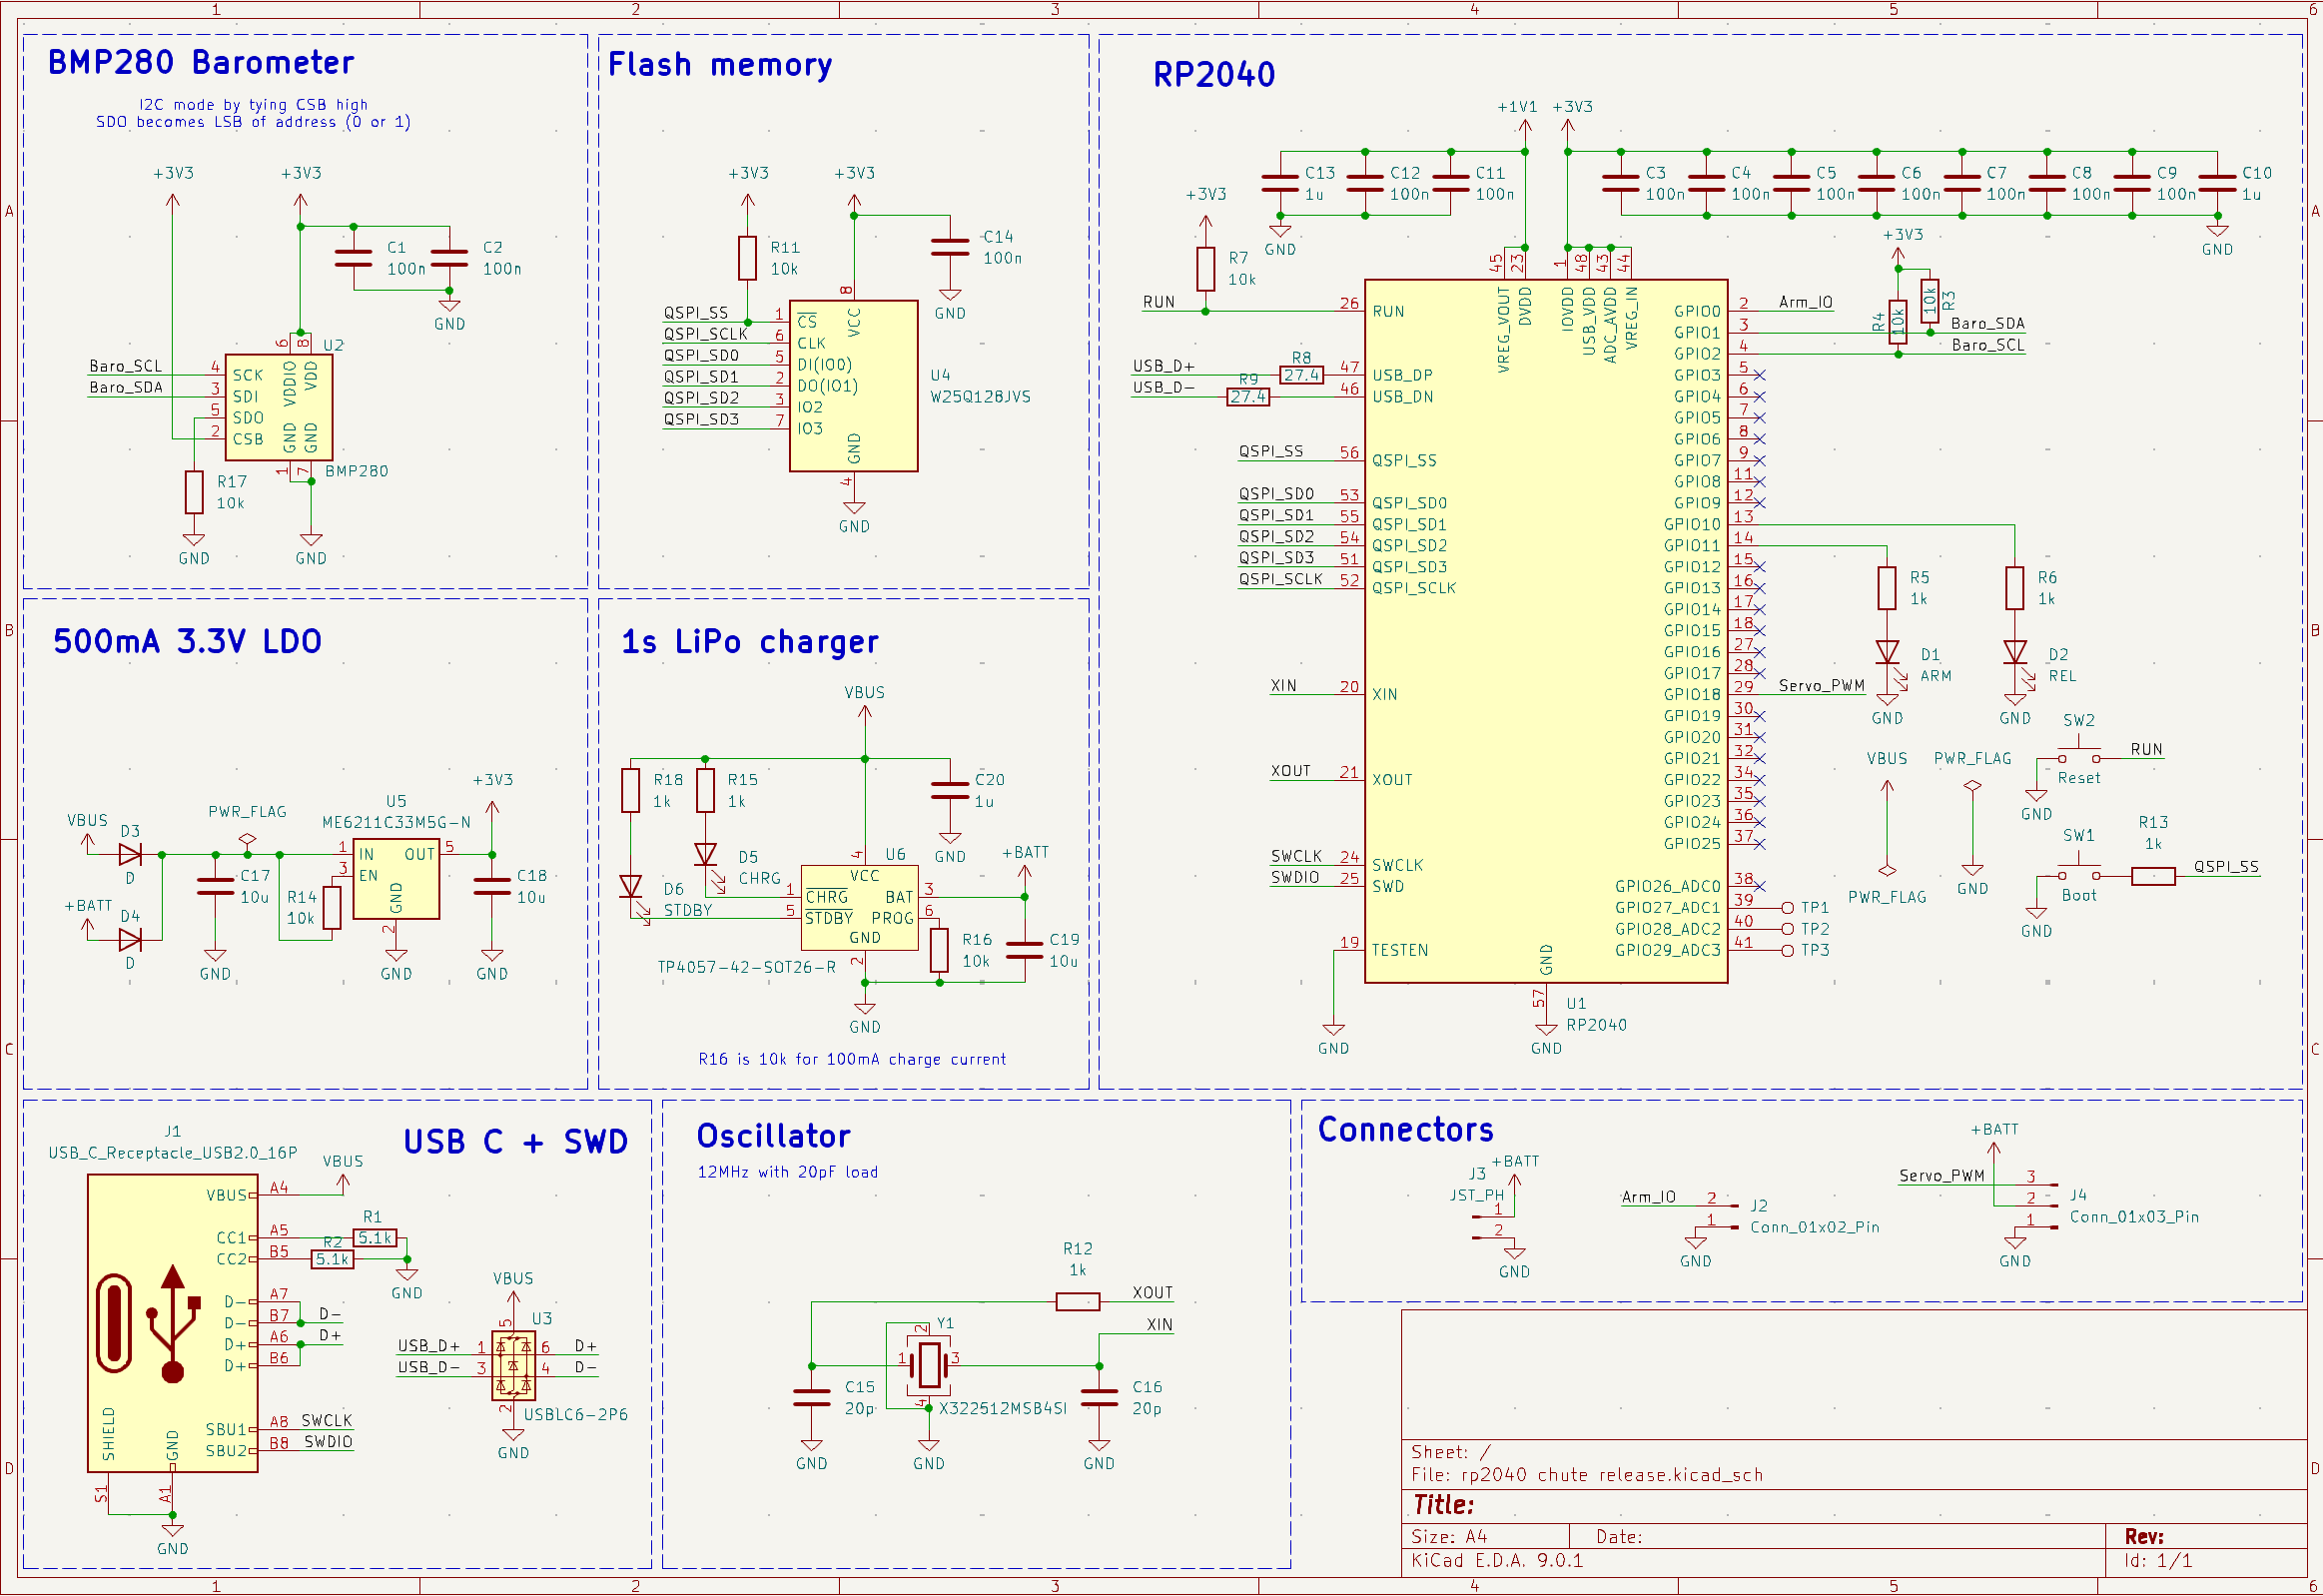 1 2 3 4 5 6
A
B
C
D
BMP280 Barometer
I2C mode by tying CSB high
SDO becomes LSB of address (0 or 1)
+3V3
+3V3
C1
100n
C2
100n
GND
6 8
U2
Baro_SCL 4 SCK
Baro_SDA 3 SDI
5 SDO
2 CSB
VDDIO
VDD
GND
GND
1 7
BMP280
R17
10k
GND
GND
Flash memory
+3V3
+3V3
R11
10k
C14
100n
GND
8
VCC
QSPI_SS 1 CS
QSPI_SCLK 6 CLK
QSPI_SD0 5 DI(IO0)
QSPI_SD1 2 DO(IO1)
QSPI_SD2 3 IO2
QSPI_SD3 7 IO3
U4
W25Q128JVS
GND
4
GND
RP2040
+1V1 +3V3
C13
1u
C12
100n
C11
100n
GND
C3
100n
C4
100n
C5
100n
C6
100n
C7
100n
C8
100n
C9
100n
C10
1u
GND
+3V3
R7
10k
+3V3
R4
10k
R3
10k
45 23 1 48 43 44
VREG_VOUT
DVDD
IOVDD
USB_VDD
ADC_AVDD
VREG_IN
RUN 26 RUN
USB_D+ R8 27.4 47 USB_DP
USB_D- R9 27.4 46 USB_DN
QSPI_SS 56 QSPI_SS
QSPI_SD0 53 QSPI_SD0
QSPI_SD1 55 QSPI_SD1
QSPI_SD2 54 QSPI_SD2
QSPI_SD3 51 QSPI_SD3
QSPI_SCLK 52 QSPI_SCLK
XIN 20 XIN
XOUT 21 XOUT
SWCLK 24 SWCLK
SWDIO 25 SWD
19 TESTEN
GND
GPIO0 2 Arm_IO
GPIO1 3 Baro_SDA
GPIO2 4 Baro_SCL
GPIO3 5
GPIO4 6
GPIO5 7
GPIO6 8
GPIO7 9
GPIO8 11
GPIO9 12
GPIO10 13
GPIO11 14
GPIO12 15
GPIO13 16
GPIO14 17
GPIO15 18
GPIO16 27
GPIO17 28
GPIO18 29 Servo_PWM
GPIO19 30
GPIO20 31
GPIO21 32
GPIO22 34
GPIO23 35
GPIO24 36
GPIO25 37
GPIO26_ADC0 38
GPIO27_ADC1 39 TP1
GPIO28_ADC2 40 TP2
GPIO29_ADC3 41 TP3
GND
57
U1
RP2040
GND
R5
1k
R6
1k
D1
ARM
D2
REL
GND
GND
VBUS
PWR_FLAG
PWR_FLAG
GND
SW2
RUN
Reset
GND
SW1
Boot
R13
1k
QSPI_SS
GND
500mA 3.3V LDO
VBUS
D3
D
+BATT
D4
D
PWR_FLAG
C17
10u
GND
R14
10k
U5
ME6211C33M5G-N
1 IN OUT 5
3 EN
GND
2
GND
+3V3
C18
10u
GND
1s LiPo charger
VBUS
R18
1k
R15
1k
C20
1u
GND
D5
CHRG
D6
STDBY
U6
4
VCC
1 CHRG BAT 3
5 STDBY PROG 6
GND
2
TP4057-42-SOT26-R
+BATT
R16
10k
C19
10u
GND
R16 is 10k for 100mA charge current
USB C + SWD
J1
USB_C_Receptacle_USB2.0_16P
VBUS
VBUS A4
CC1 A5 R1 5.1k
CC2 B5 R2 5.1k
GND
D- A7
D- B7 D-
D+ A6 D+
D+ B6
SBU1 A8 SWCLK
SBU2 B8 SWDIO
SHIELD
GND
S1 A1
GND
VBUS
5
U3
USB_D+ 1 6 D+
USB_D- 3 4 D-
2
USBLC6-2P6
GND
Oscillator
12MHz with 20pF load
R12
1k
XOUT
XIN
Y1
2
1 3
4
X322512MSB4SI
C15
20p
C16
20p
GND
GND
GND
Connectors
J3
JST_PH
+BATT
1
2
GND
Arm_IO 2
1
J2
Conn_01x02_Pin
GND
+BATT
Servo_PWM 3
2
1
J4
Conn_01x03_Pin
GND
Sheet: /
File: rp2040 chute release.kicad_sch
Title:
Size: A4 Date: Rev:
KiCad E.D.A. 9.0.1 Id: 1/1
A
B
C
D
1 2 3 4 5 6